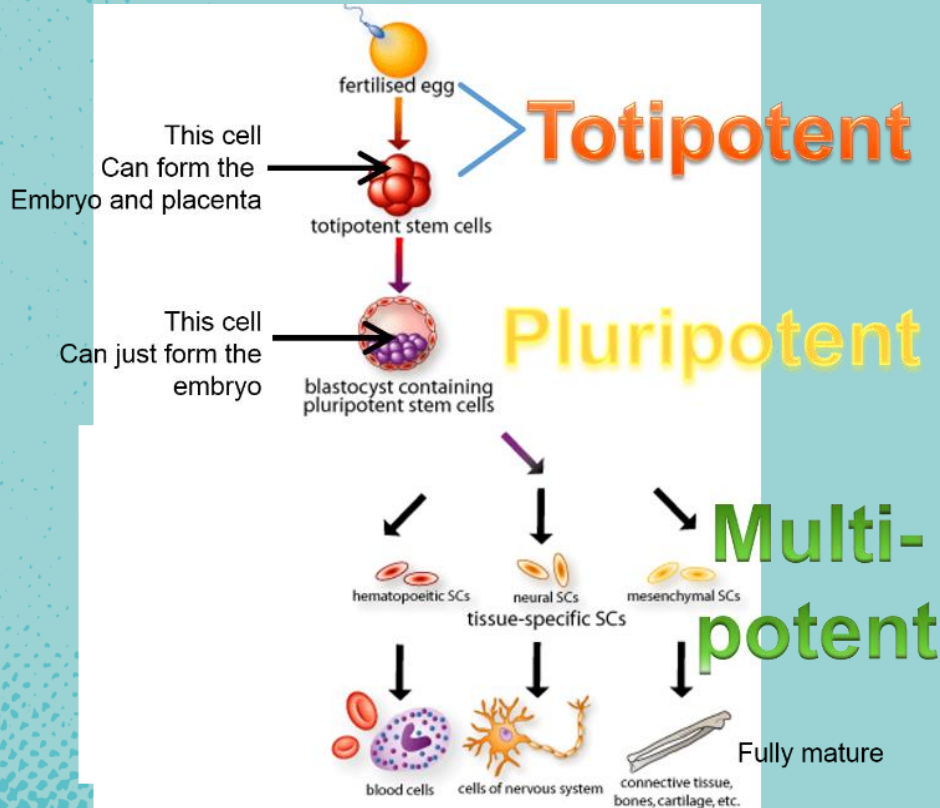 fertilised egg
Totipotent
This cell
Can form the
Embryo and placenta
totipotent stem cells
This cell
Can just form the
embryo
Pluripotent
blastocyst containing
pluripotent stem cells
Multi-
potent
hematopoeitic SCs
neural SCs
mesenchymal SCs
tissue-specific SCs
blood cells
cells of nervous system
connective tissue,
bones, cartilage, etc.
Fully mature